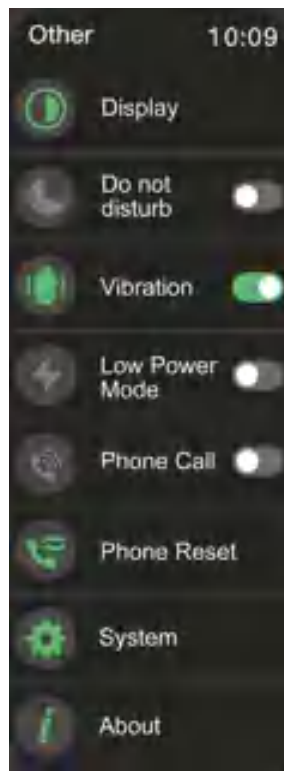 Other 10:09
Display
Do not
disturb
Vibration
Low Power
Mode
Phone Call
Phone Reset
System
About